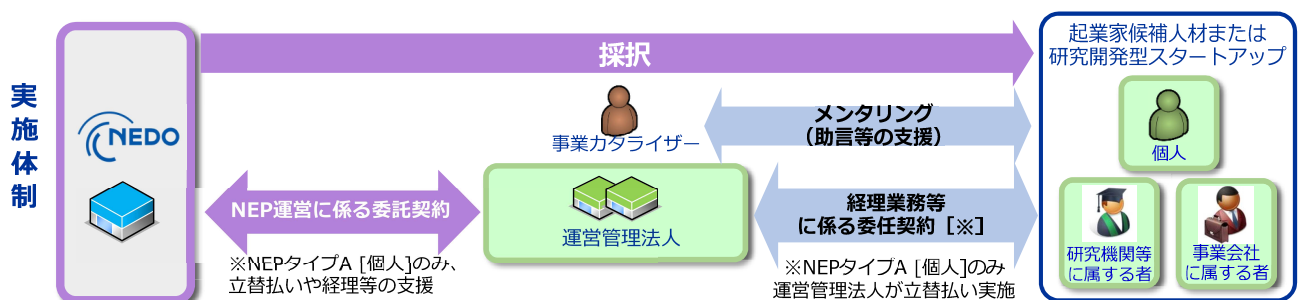 実施体制
NEDO
採択
事業カタライザー
メンタリング
（助言等の支援）
NEP運営に係る委託契約
※NEPタイプA [個人]のみ、
立替払いや経理等の支援
運営管理法人
経理業務等
に係る委任契約［※］
※NEPタイプA [個人]のみ
運営管理法人が立替払い実施
起業家候補人材または
研究開発型スタートアップ
個人
研究機関等
に属する者
事業会社
に属する者